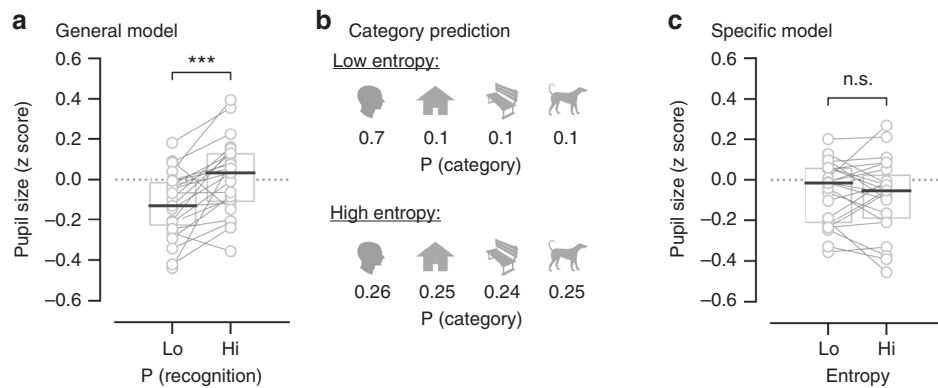 a General model
***
0.6
0.4
0.2
0.0
–0.2
–0.4
–0.6
Pupil size (z score)
Lo Hi
P (recognition)
b Category prediction
Low entropy:
0.7 0.1 0.1 0.1
P (category)
High entropy:
0.26 0.25 0.24 0.25
P (category)
c Specific model
n.s.
0.6
0.4
0.2
0.0
–0.2
–0.4
–0.6
Pupil size (z score)
Lo Hi
Entropy